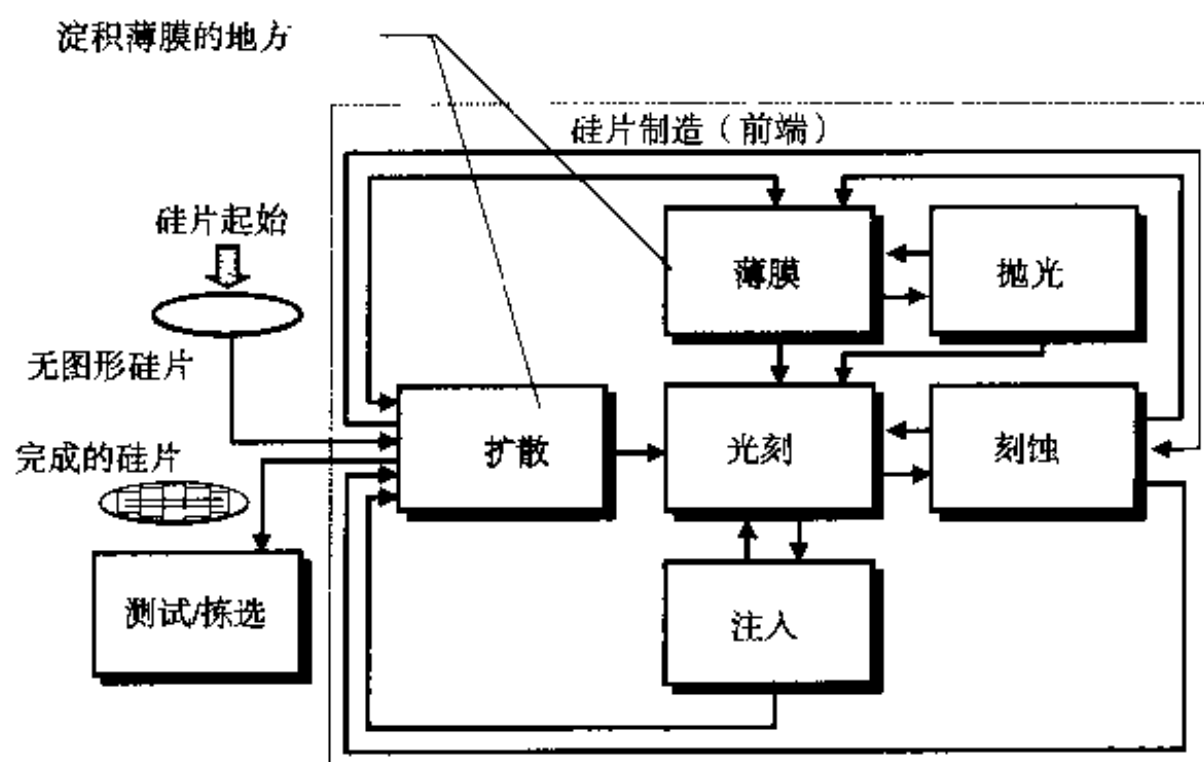 淀积薄膜的地方
硅片制造（前端）
硅片起始
薄膜
抛光
无图形硅片
完成的硅片
扩散
光刻
刻蚀
测试/拣选
注入